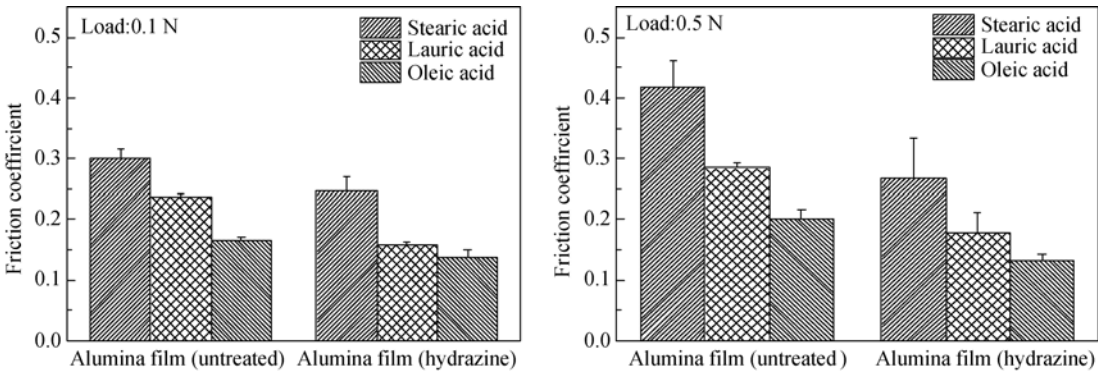 Load:0.1 N
Stearic acid
Lauric acid
Oleic acid
Friction coeffircient
0.5
0.4
0.3
0.2
0.1
0.0
Alumina film (untreated) Alumina film (hydrazine)
Load:0.5 N
Stearic acid
Lauric acid
Oleic acid
Friction coeffircient
0.5
0.4
0.3
0.2
0.1
0.0
Alumina film (untreated ) Alumina film (hydrazine)